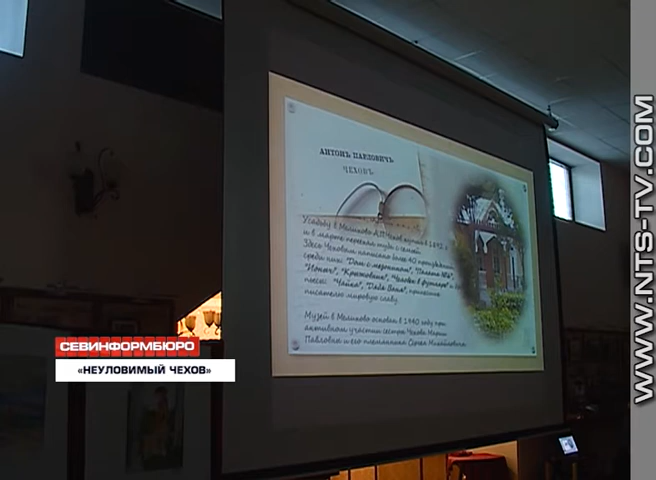 АНТОНЪ ПАВЛОВИЧЪ
ЧЕХОВЪ
Усадьбу в Мелихово А.П.Чехов купил в 1892 г.
и в марте переехал туда с семьей.
Здесь Чеховым написано более 40 произведений
среди них: "Дом с мезонином", "Палата №6",
"Ионыч", "Крыжовник", "Человек в футляре" и две
пьесы: "Чайка", "Дядя Ваня", принесшие
писателю мировую славу.
Музей в Мелихово основан в 1940 году при
активном участии сестры Чехова Марии
Павловны и его племянника Сергея Михайловича
СЕВИНФОРМБЮРО
«НЕУЛОВИМЫЙ ЧЕХОВ»
WWW.NTS-TV.COM